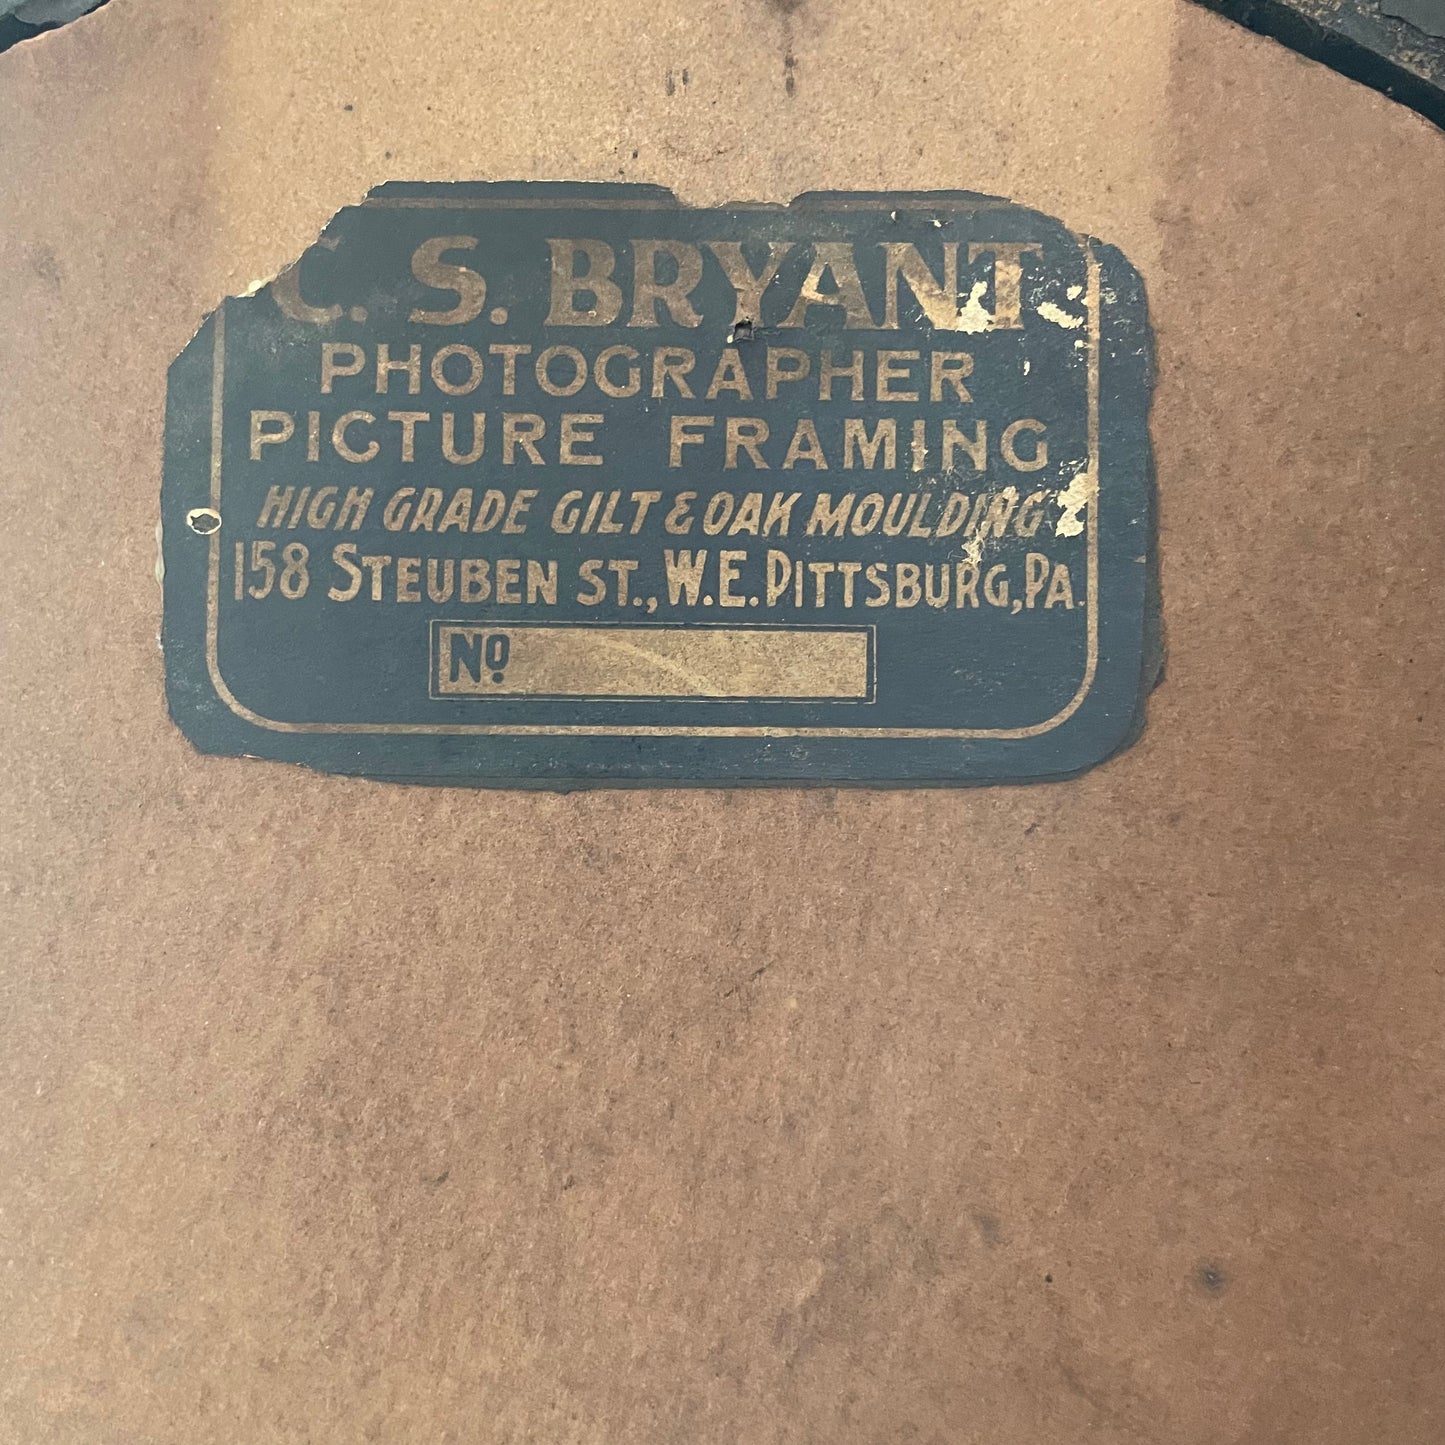 C. S. BRYANT
PHOTOGRAPHER
PICTURE FRAMING
HIGH GRADE GILT & OAK MOULDING
158 STEUBEN ST., W.E. PITTSBURG, PA.
NO.